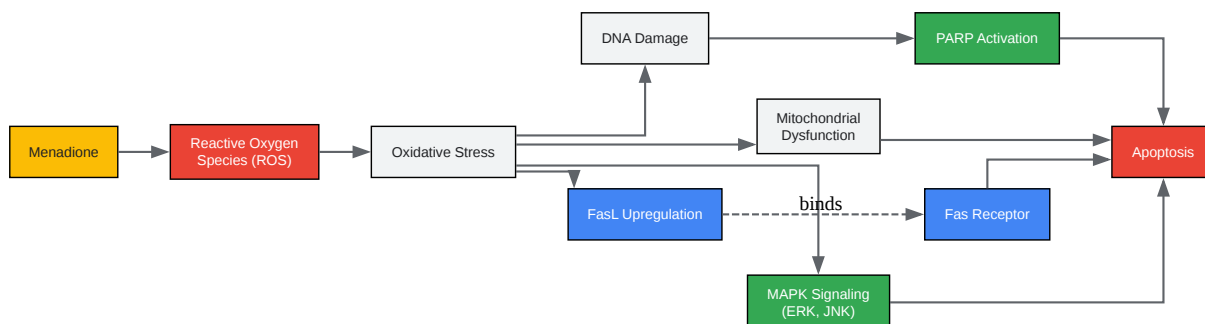 DNA Damage
PARP Activation
Menadione
Reactive Oxygen
Species (ROS)
Oxidative Stress
Mitochondrial
Dysfunction
Apoptosis
FasL Upregulation
binds
Fas Receptor
MAPK Signaling
(ERK, JNK)